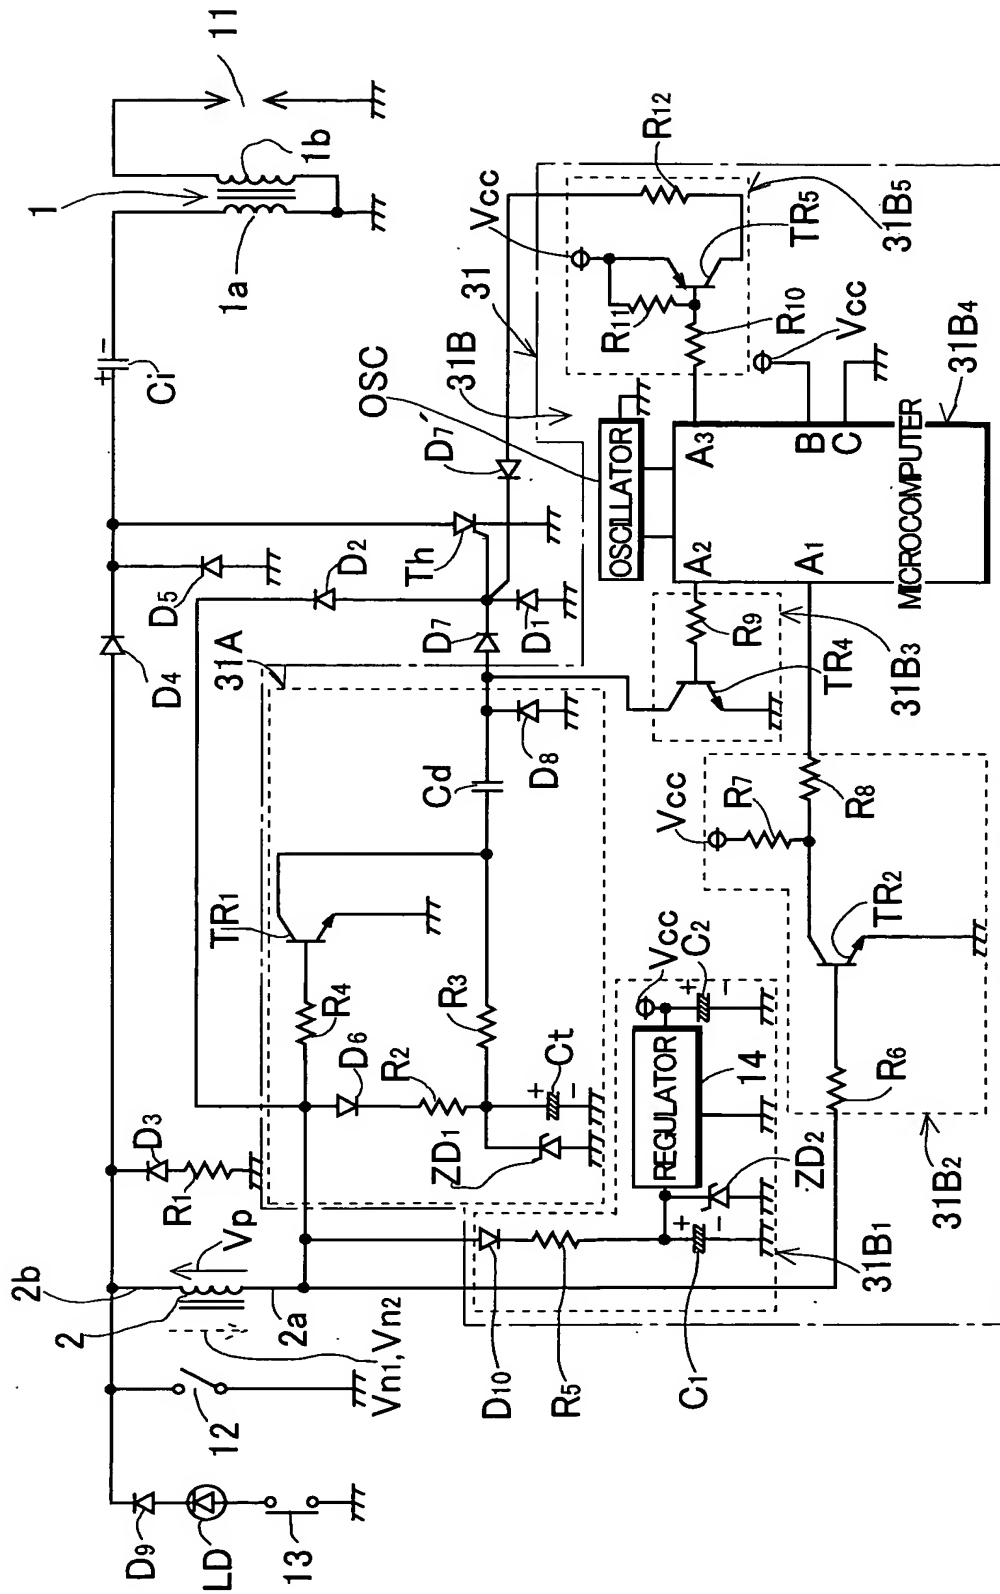 1
11
1b
1a
Ci
Th
D5
D4
D2
D7
D1
D7′
31A
31B
31
OSC
Vcc
R12
TR5
31B5
R11
R10
Vcc
OSCILLATOR
A3
B
C
A2
A1
MICROCOMPUTER
31B4
R9
TR4
31B3
Cd
D8
TR1
R4
R3
D6
R2
Ct
+
−
ZD1
D3
R1
Vp
2b
2
2a
Vn1,Vn2
12
D9
LD
13
D10
R5
C1
+
−
REGULATOR
14
ZD2
Vcc
C2
+
−
31B1
Vcc
R7
R8
TR2
R6
31B2
+
−